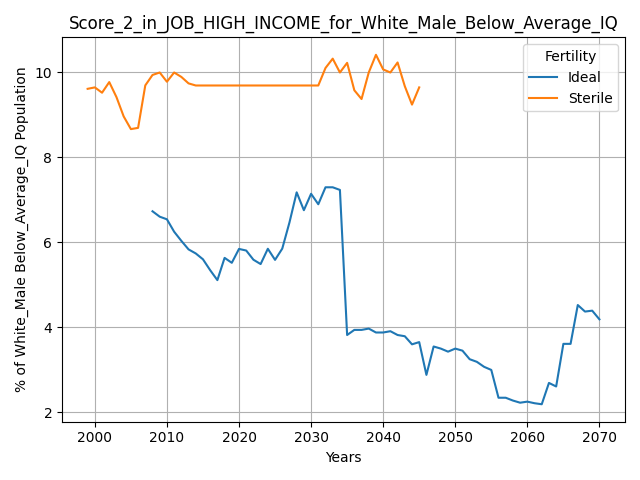 Score_2_in_JOB_HIGH_INCOME_for_White_Male_Below_Average_IQ
Fertility
Ideal
Sterile
% of White_Male Below_Average_IQ Population
10
8
6
4
2
2000 2010 2020 2030 2040 2050 2060 2070
Years